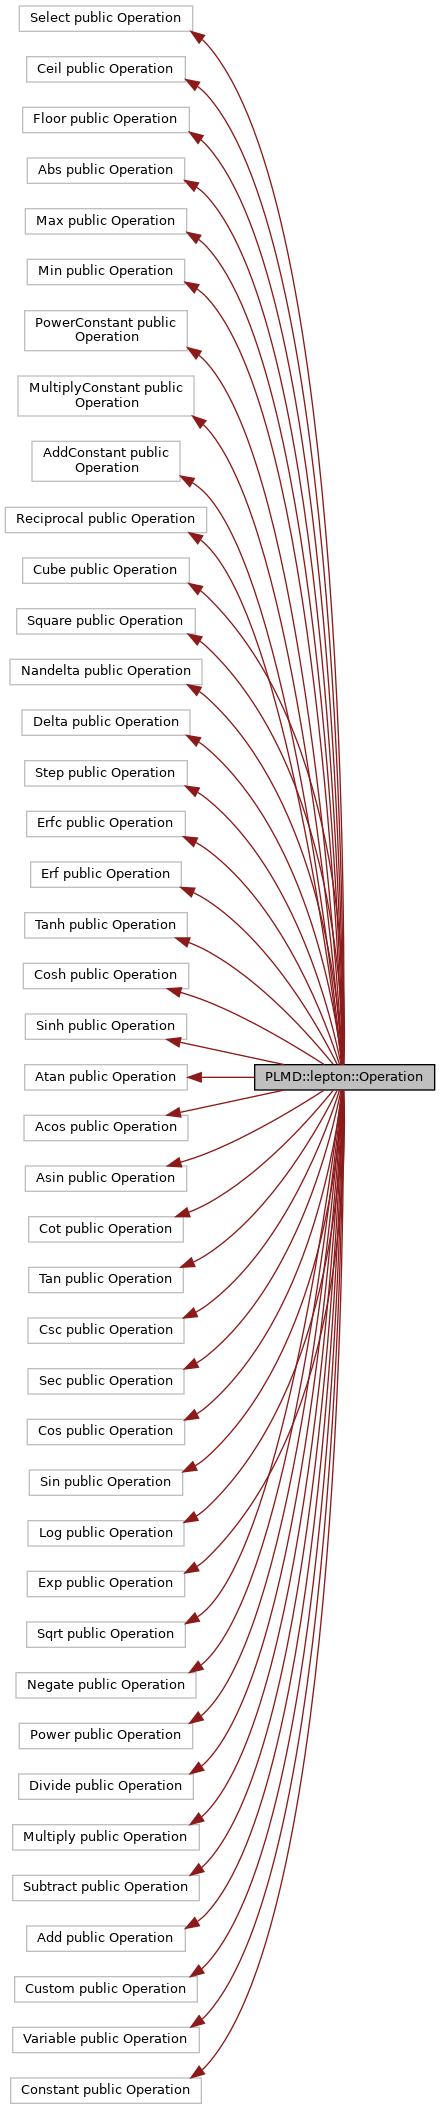 Select public Operation
Ceil public Operation
Floor public Operation
Abs public Operation
Max public Operation
Min public Operation
PowerConstant public
Operation
MultiplyConstant public
Operation
AddConstant public
Operation
Reciprocal public Operation
Cube public Operation
Square public Operation
Nandelta public Operation
Delta public Operation
Step public Operation
Erfc public Operation
Erf public Operation
Tanh public Operation
Cosh public Operation
Sinh public Operation
Atan public Operation
PLMD::lepton::Operation
Acos public Operation
Asin public Operation
Cot public Operation
Tan public Operation
Csc public Operation
Sec public Operation
Cos public Operation
Sin public Operation
Log public Operation
Exp public Operation
Sqrt public Operation
Negate public Operation
Power public Operation
Divide public Operation
Multiply public Operation
Subtract public Operation
Add public Operation
Custom public Operation
Variable public Operation
Constant public Operation